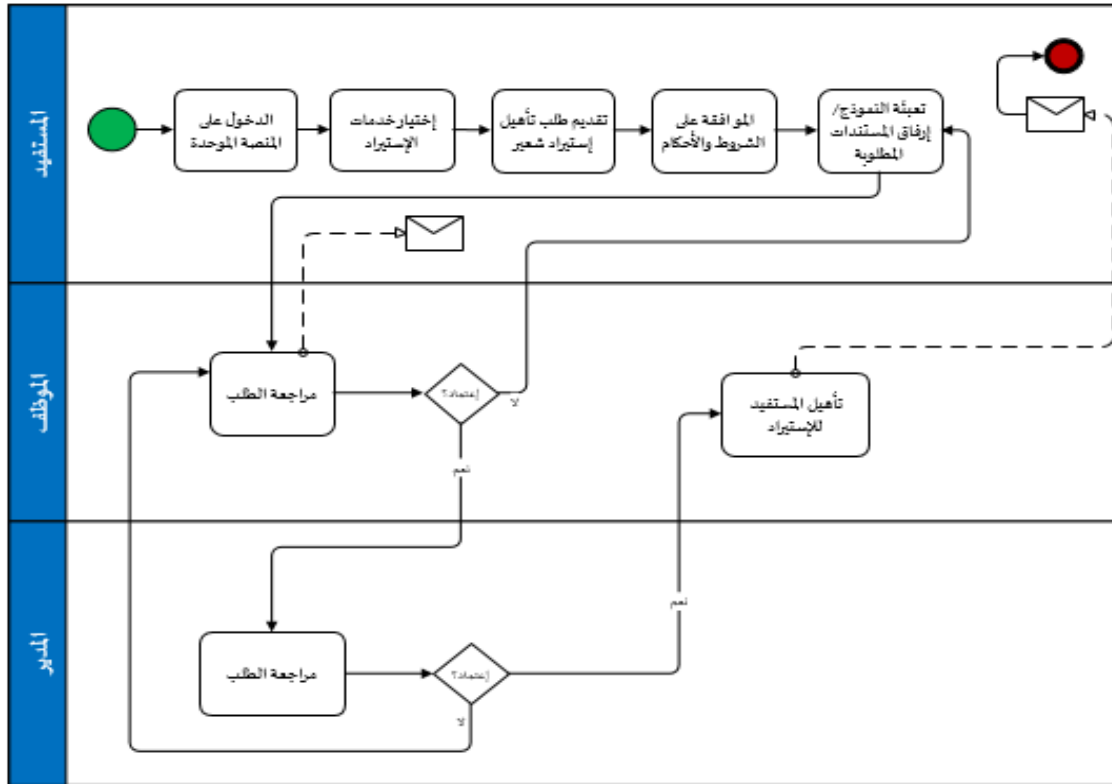 المستفيد
الدخول على
المنصة الموحدة
إختيار خدمات
الإستيراد
تقديم طلب تأهيل
إستيراد شعير
الموافقة على
الشروط والأحكام
تعبئة النموذج/
إرفاق المستندات
المطلوبة
الموظف
مراجعة الطلب
إعتماد؟
لا
نعم
تأهيل المستفيد
للإستيراد
المدير
مراجعة الطلب
إعتماد؟
لا
نعم